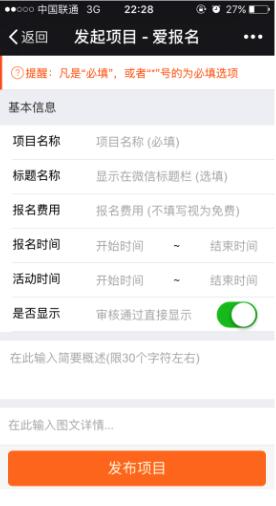 中国联通 3G 22:28 27%
返回 发起项目 - 爱报名
?提醒：凡是“必填”，或者“*”号的为必填选项
基本信息
项目名称 项目名称 (必填)
标题名称 显示在微信标题栏 (选填)
报名费用 报名费用 (不填写视为免费)
报名时间 开始时间 ~ 结束时间
活动时间 开始时间 ~ 结束时间
是否显示 审核通过直接显示
在此输入简要概述(限30个字符左右)
在此输入图文详情...
发布项目